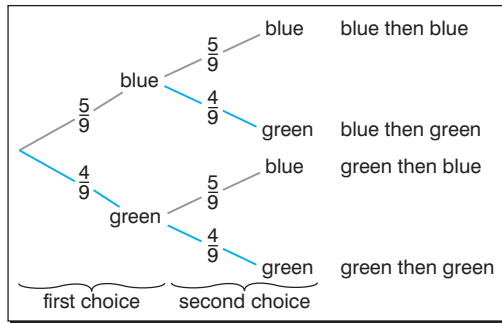 blue blue then blue
5/9
blue
5/9
4/9
green blue then green
blue green then blue
4/9
5/9
green
4/9
green green then green
first choice second choice